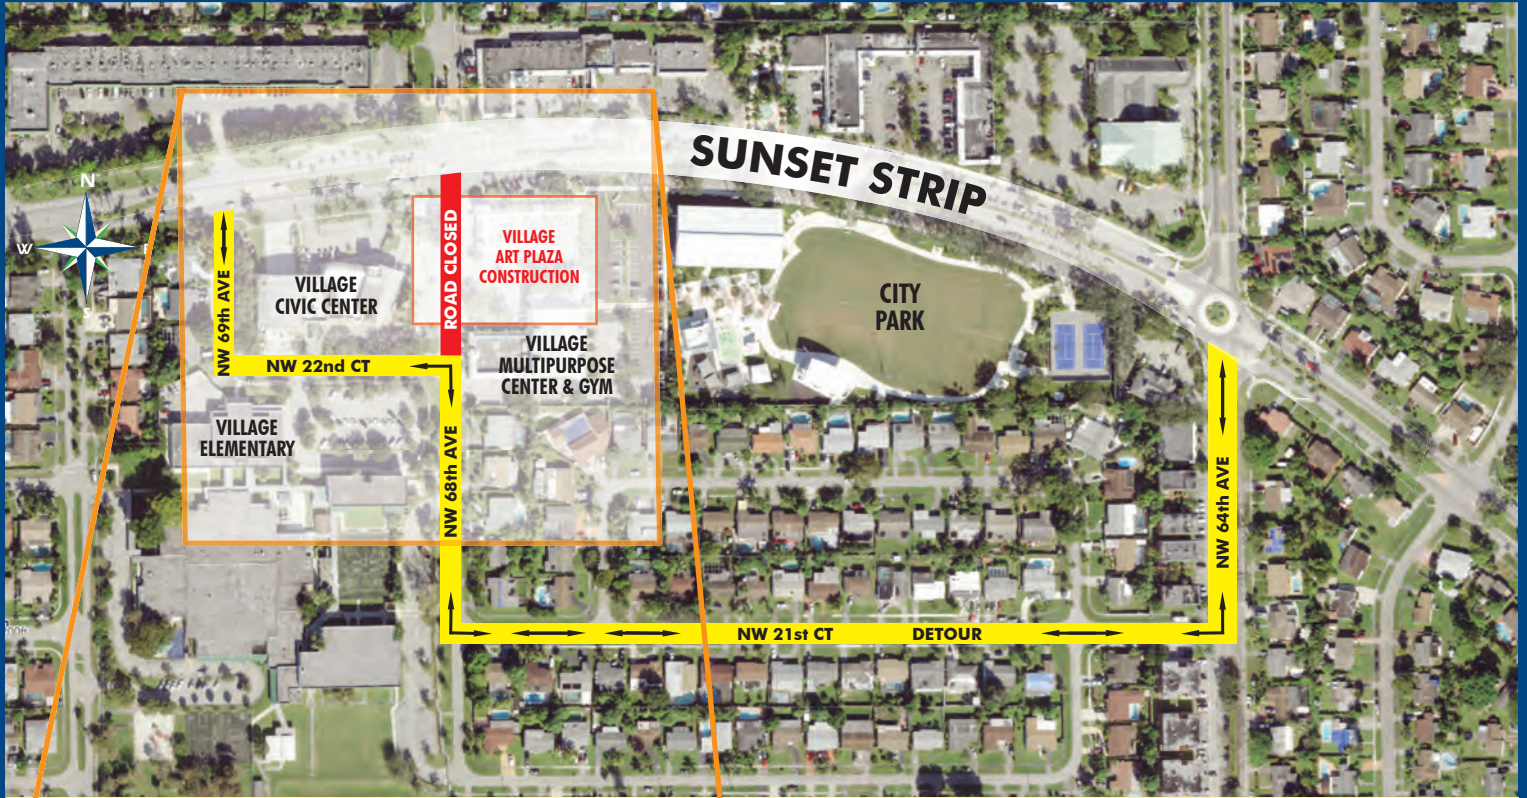 SUNSET STRIP
N
W
E
S
ROAD CLOSED
VILLAGE
ART PLAZA
CONSTRUCTION
NW 69th AVE
VILLAGE
CIVIC CENTER
CITY
PARK
VILLAGE
MULTIPURPOSE
CENTER & GYM
NW 22nd CT
VILLAGE
ELEMENTARY
NW 68th AVE
NW 64th AVE
NW 21st CT
DETOUR